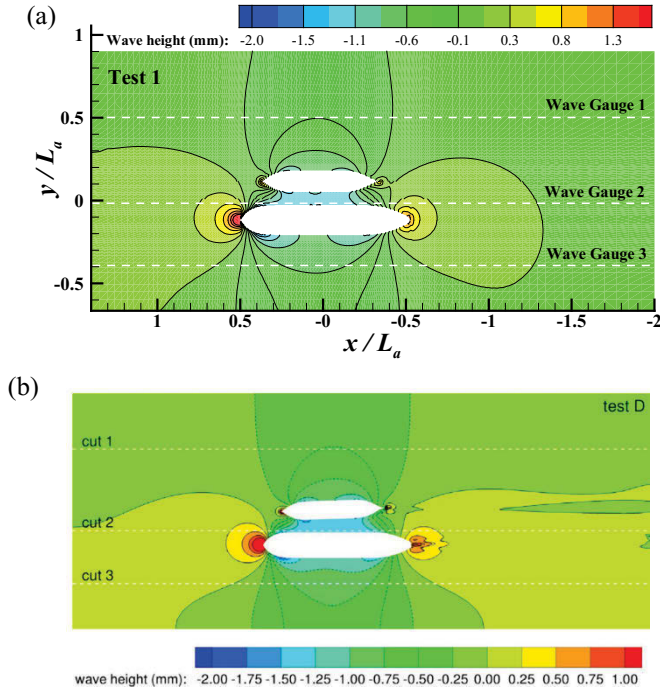 (a)
Wave height (mm): -2.0 -1.5 -1.1 -0.6 -0.1 0.3 0.8 1.3
Test 1
Wave Gauge 1
Wave Gauge 2
Wave Gauge 3
1
0.5
0
-0.5
y / L_a
1 0.5 -0 -0.5 -1 -1.5 -2
x / L_a
(b)
test D
cut 1
cut 2
cut 3
wave height (mm): -2.00 -1.75 -1.50 -1.25 -1.00 -0.75 -0.50 -0.25 0.00 0.25 0.50 0.75 1.00